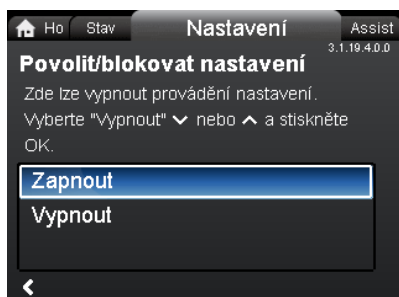 Ho Stav Nastavení Assist
3.1.19.4.0.0
Povolit/blokovat nastavení
Zde lze vypnout provádění nastavení.
Vyberte "Vypnout" ⌄ nebo ⌃ a stiskněte
OK.
Zapnout
Vypnout